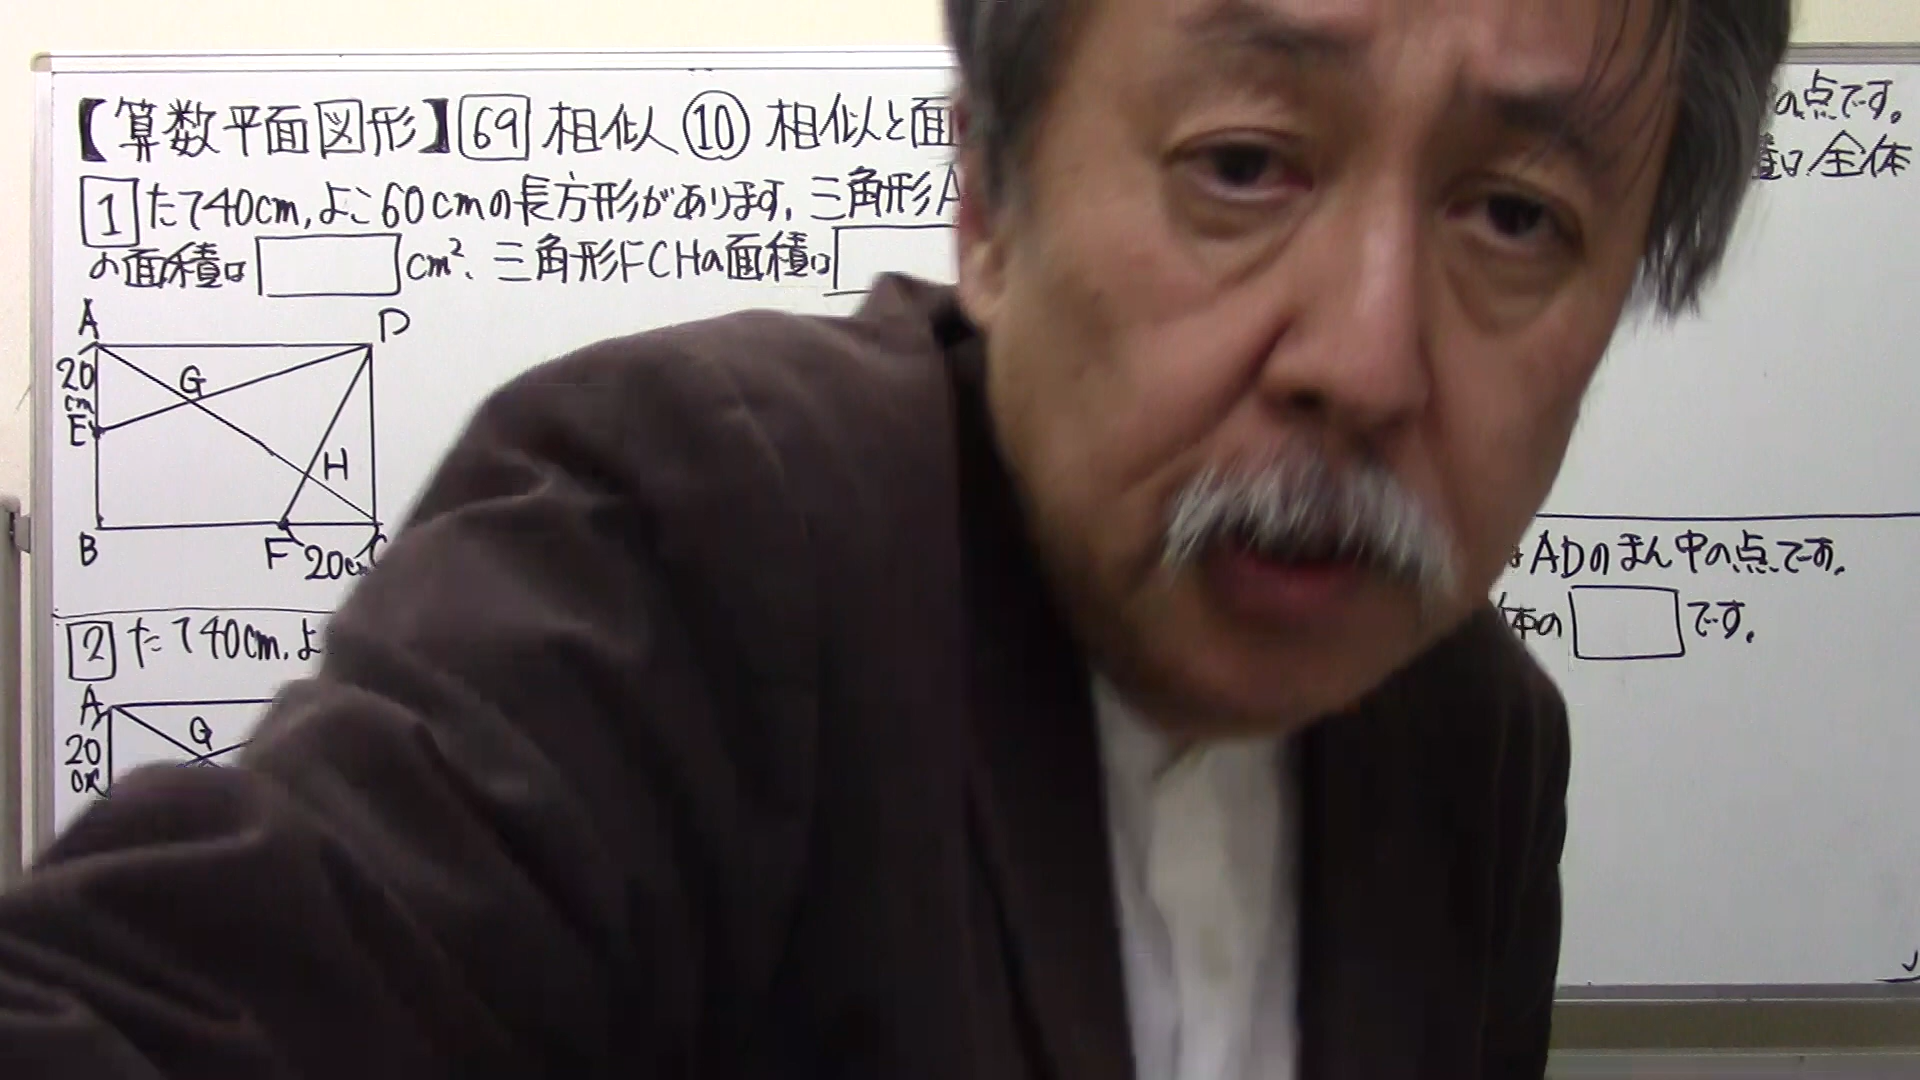 【算数平面図形】69 相似 ⑩ 相似と面
1 たて40cm, よこ60cmの長方形があります。三角形A
の面積は cm²、三角形FCHの面積は
A
D
20
cm
G
E
H
B
F
20c
C
2 たて40cm, よ
A
G
20
cm
の点です。
積は全体
ADのまん中の点です。
体の です。